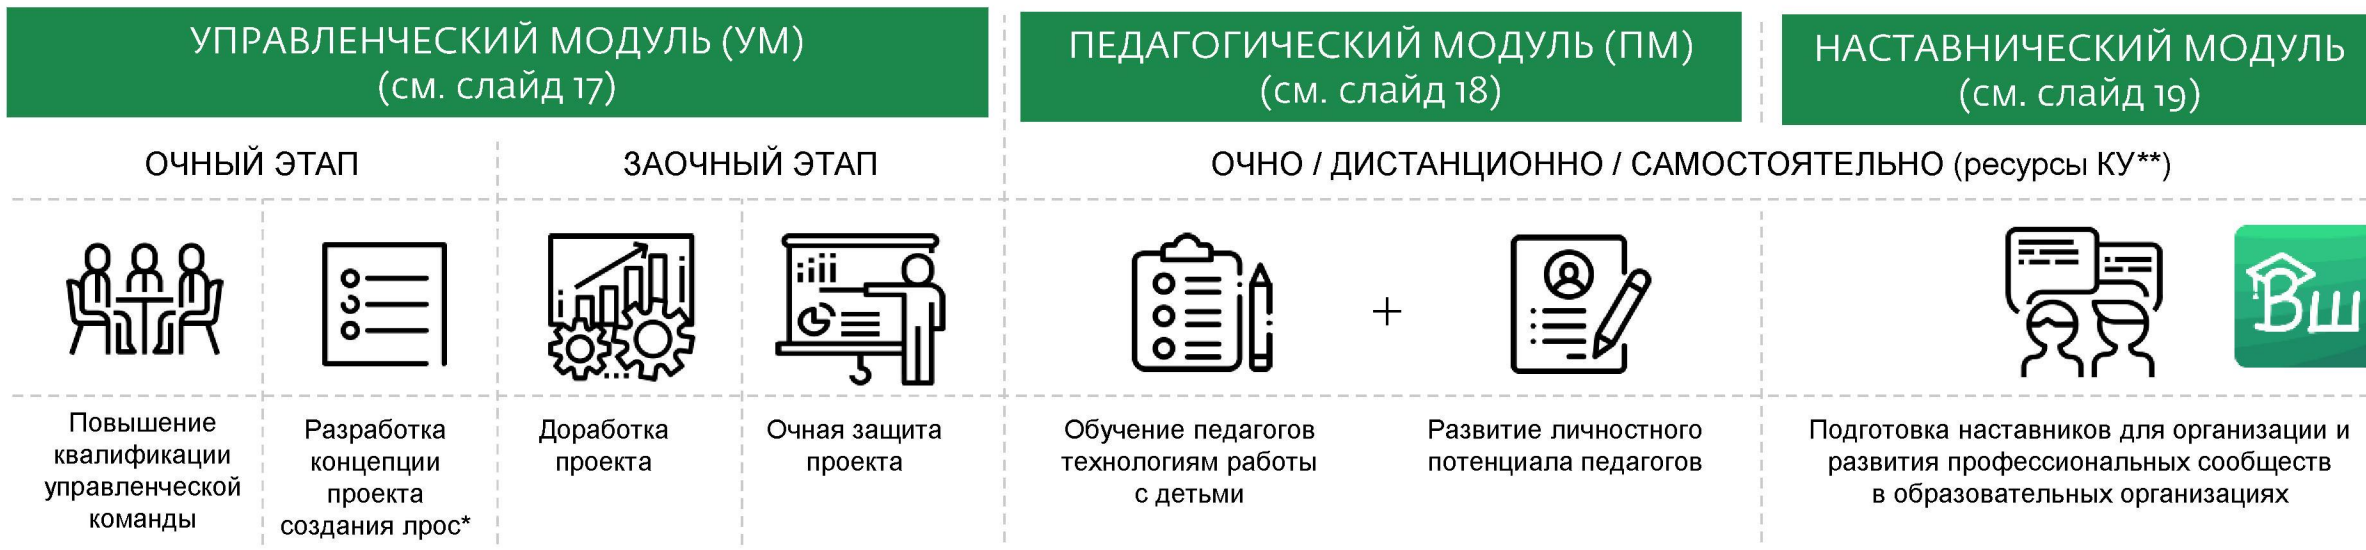 УПРАВЛЕНЧЕСКИЙ МОДУЛЬ (УМ)
(см. слайд 17)
ПЕДАГОГИЧЕСКИЙ МОДУЛЬ (ПМ)
(см. слайд 18)
НАСТАВНИЧЕСКИЙ МОДУЛЬ
(см. слайд 19)
ОЧНЫЙ ЭТАП
ЗАОЧНЫЙ ЭТАП
ОЧНО / ДИСТАНЦИОННО / САМОСТОЯТЕЛЬНО (ресурсы КУ**)
+
Вш
Повышение
квалификации
управленческой
команды
Разработка
концепции
проекта
создания лрос*
Доработка
проекта
Очная защита
проекта
Обучение педагогов
технологиям работы
с детьми
Развитие личностного
потенциала педагогов
Подготовка наставников для организации и
развития профессиональных сообществ
в образовательных организациях